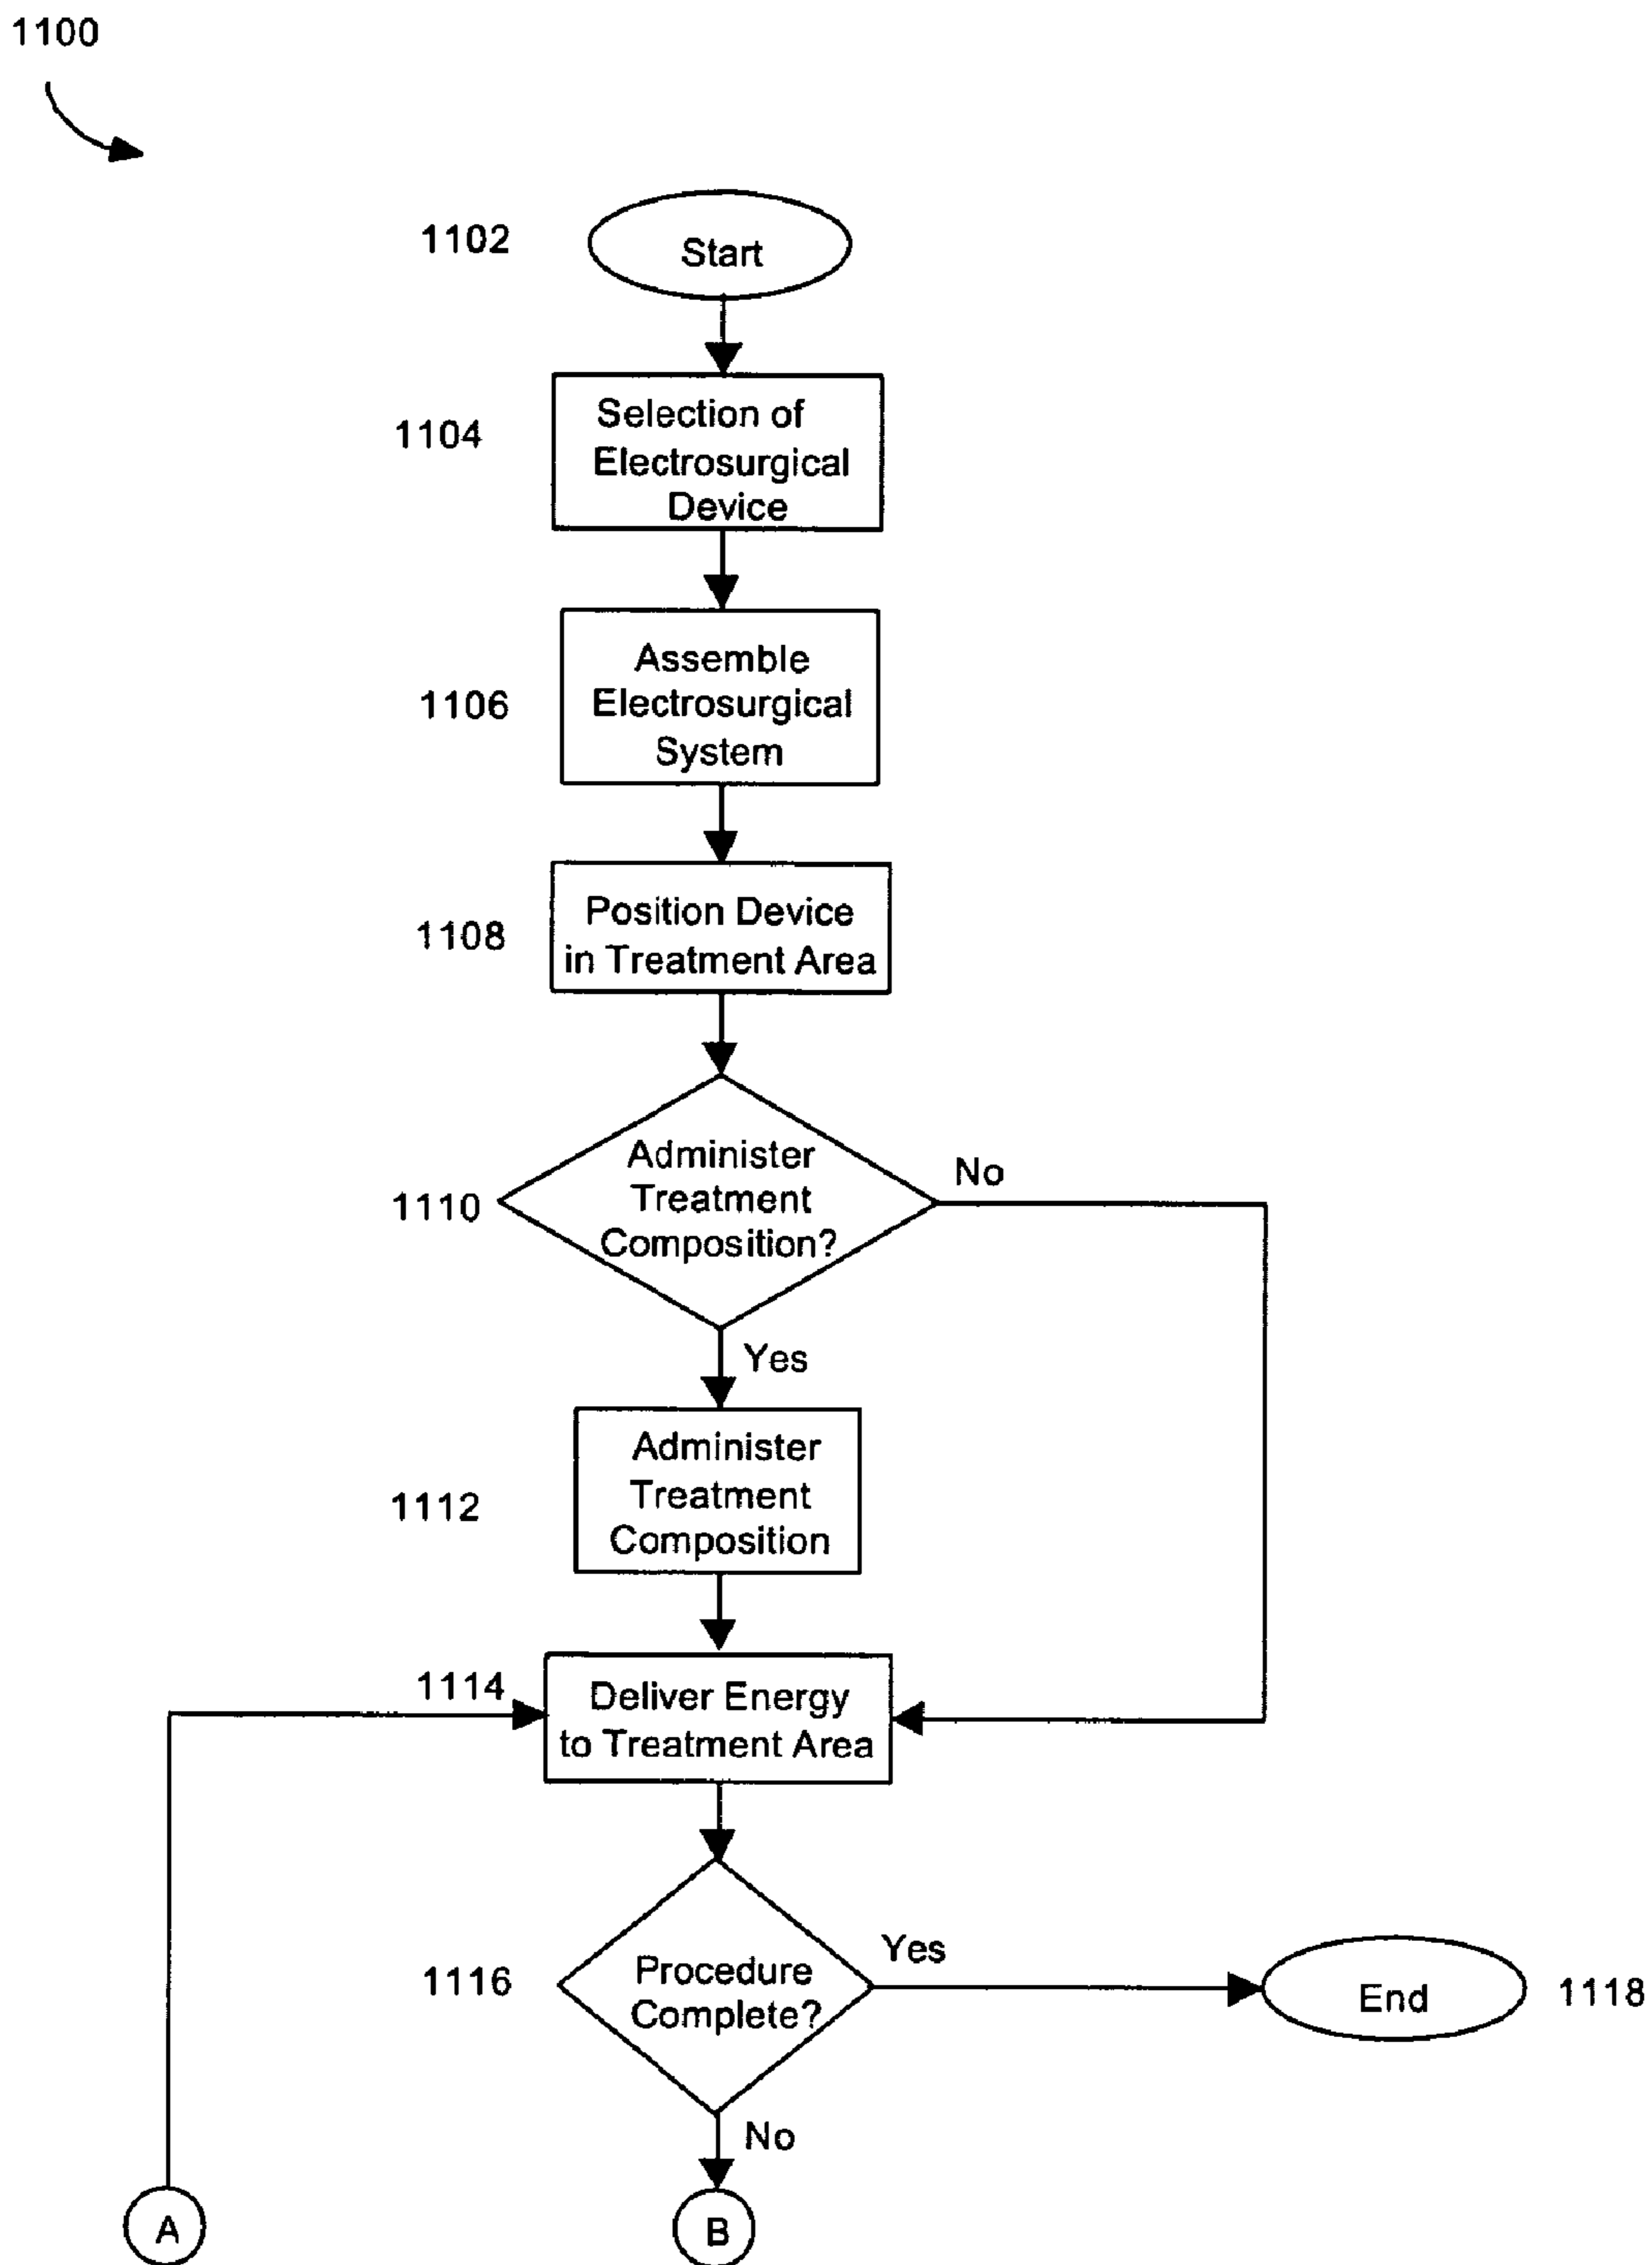 1100
1102
Start
1104
Selection of
Electrosurgical
Device
1106
Assemble
Electrosurgical
System
1108
Position Device
in Treatment Area
1110
Administer
Treatment
Composition?
No
Yes
1112
Administer
Treatment
Composition
1114
Deliver Energy
to Treatment Area
1116
Procedure
Complete?
Yes
End
1118
No
A
B